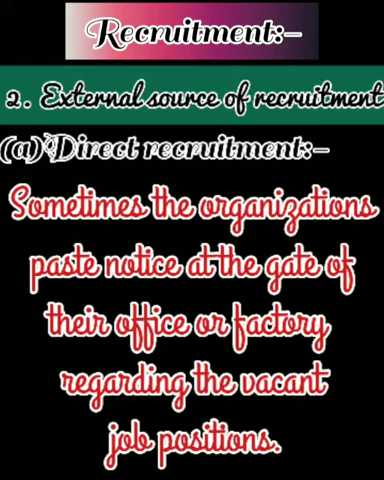 Recruitment:-
2. External source of recruitment
(a) Direct recruitment:-
Sometimes the organizations
paste notice at the gate of
their office or factory
regarding the vacant
job positions.